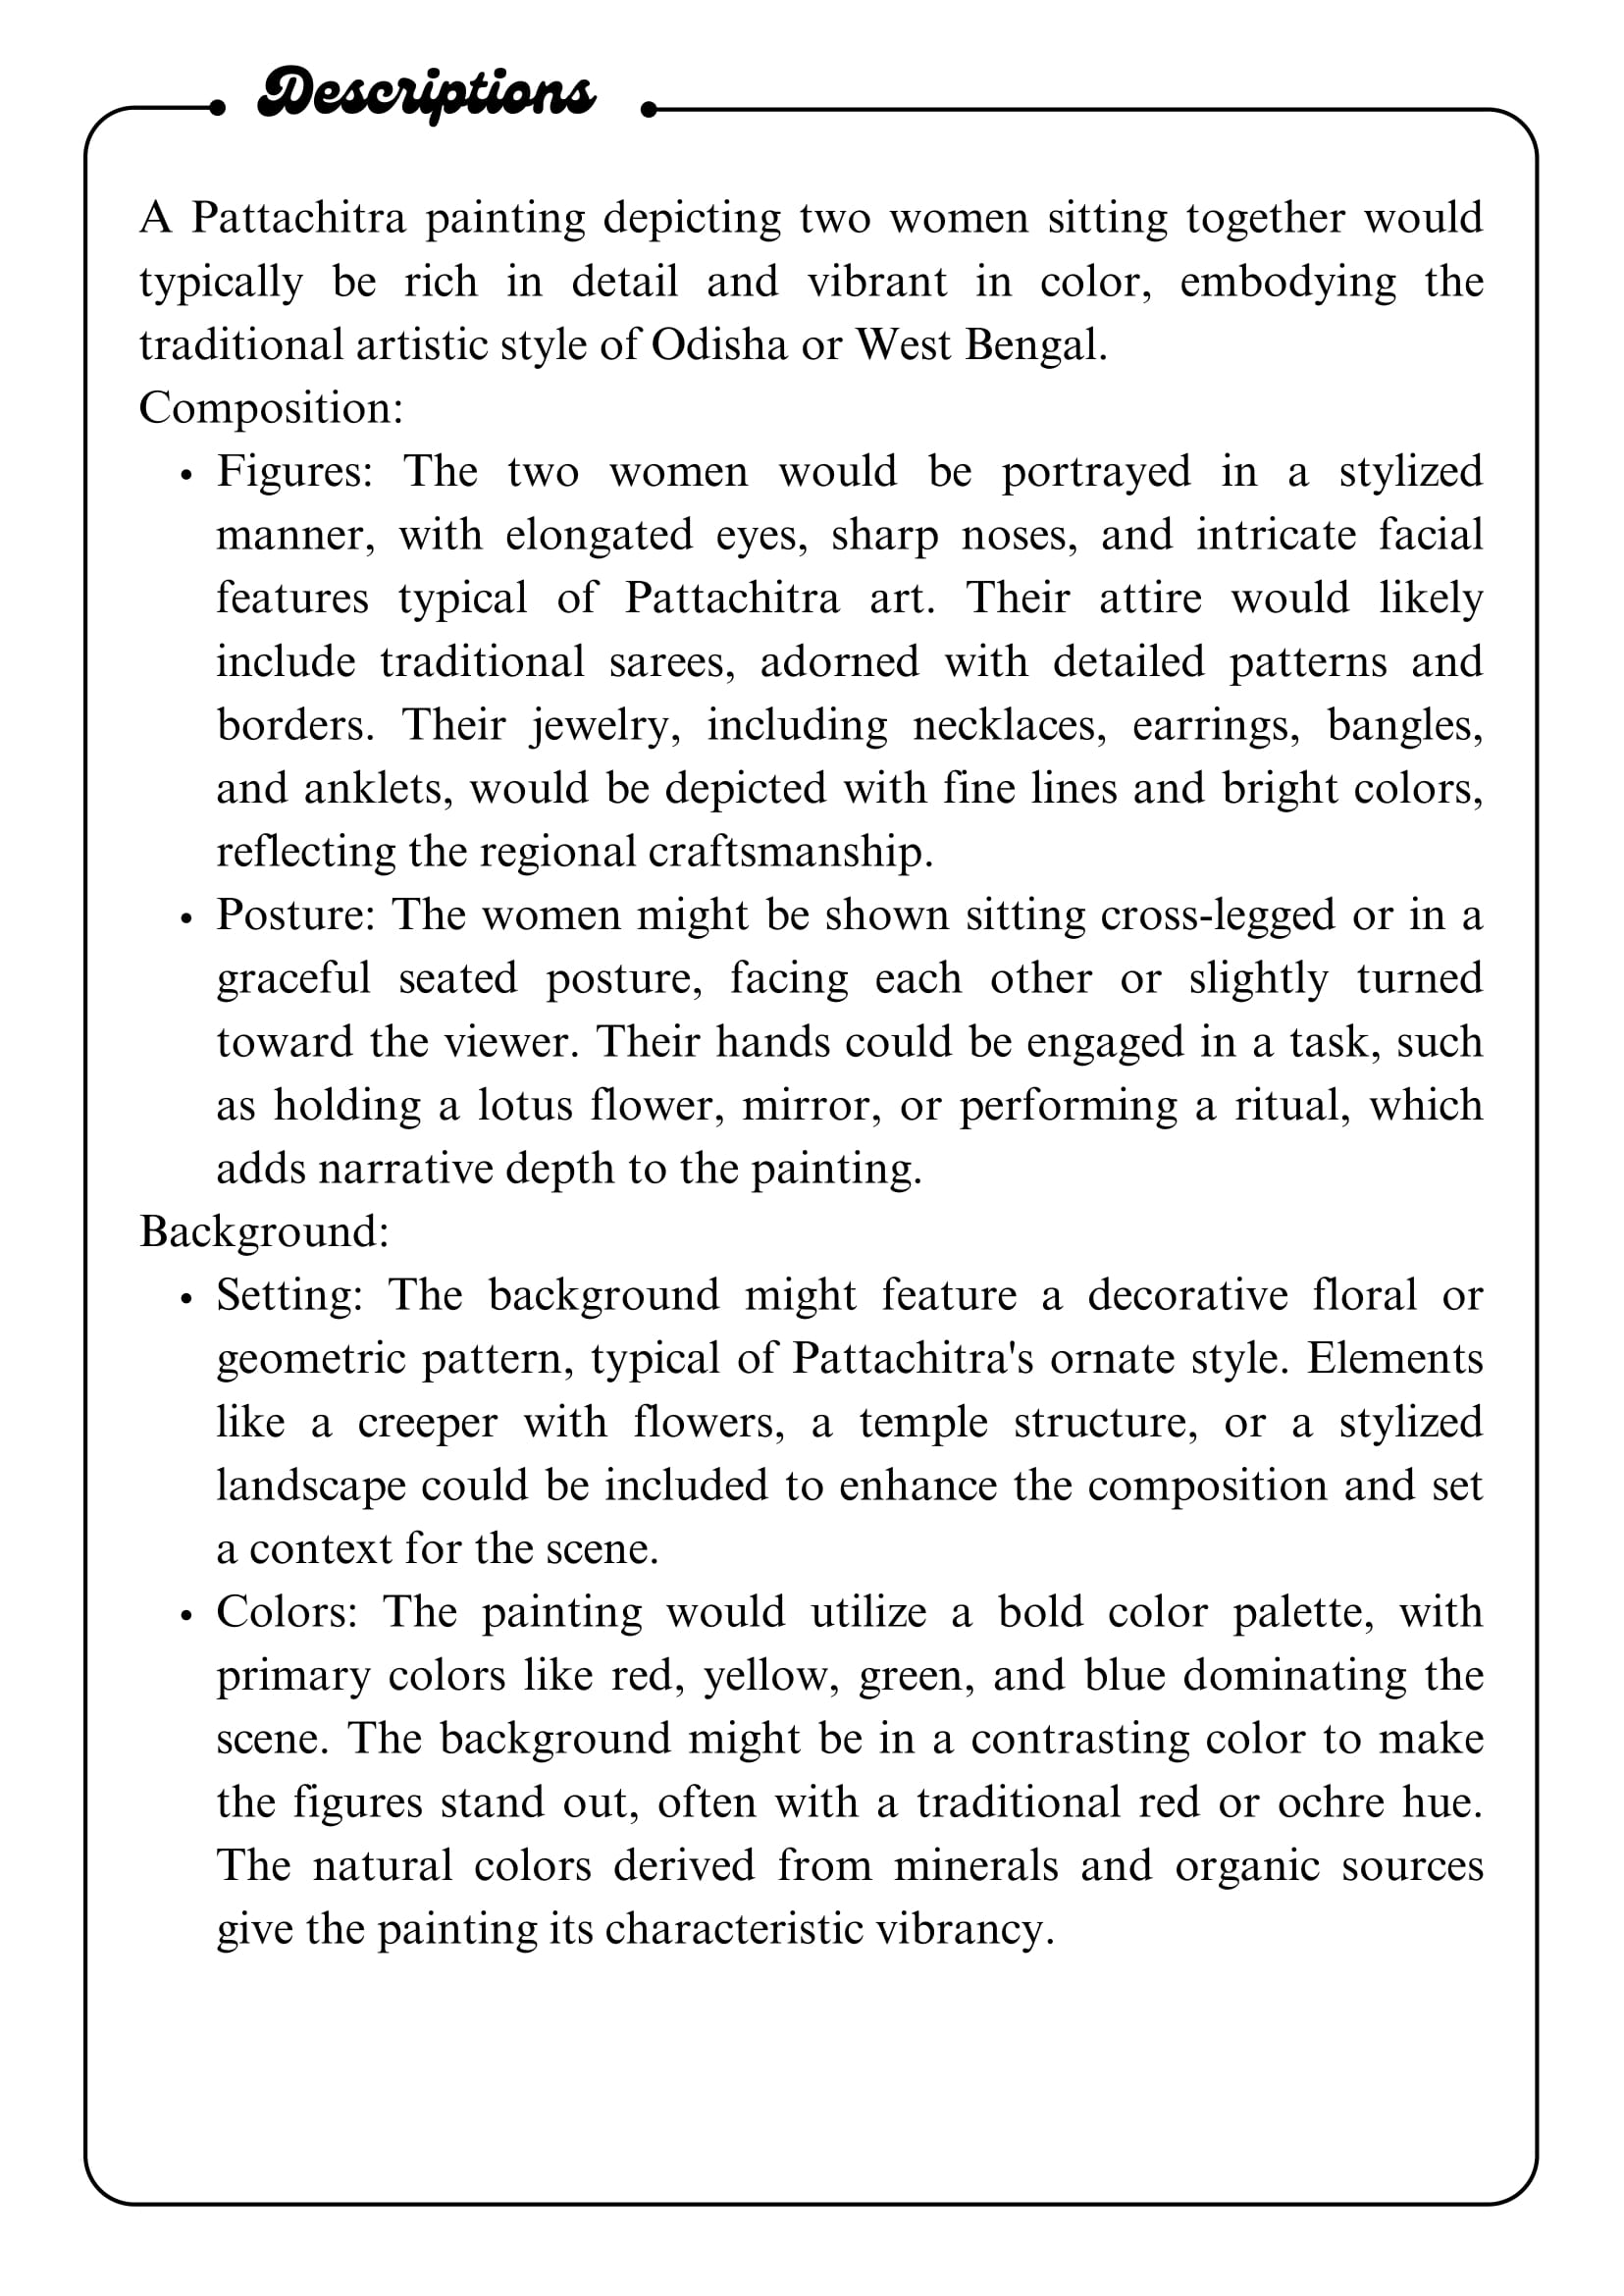 Descriptions
A Pattachitra painting depicting two women sitting together would
typically be rich in detail and vibrant in color, embodying the
traditional artistic style of Odisha or West Bengal.
Composition:
• Figures: The two women would be portrayed in a stylized
manner, with elongated eyes, sharp noses, and intricate facial
features typical of Pattachitra art. Their attire would likely
include traditional sarees, adorned with detailed patterns and
borders. Their jewelry, including necklaces, earrings, bangles,
and anklets, would be depicted with fine lines and bright colors,
reflecting the regional craftsmanship.
• Posture: The women might be shown sitting cross-legged or in a
graceful seated posture, facing each other or slightly turned
toward the viewer. Their hands could be engaged in a task, such
as holding a lotus flower, mirror, or performing a ritual, which
adds narrative depth to the painting.
Background:
• Setting: The background might feature a decorative floral or
geometric pattern, typical of Pattachitra's ornate style. Elements
like a creeper with flowers, a temple structure, or a stylized
landscape could be included to enhance the composition and set
a context for the scene.
• Colors: The painting would utilize a bold color palette, with
primary colors like red, yellow, green, and blue dominating the
scene. The background might be in a contrasting color to make
the figures stand out, often with a traditional red or ochre hue.
The natural colors derived from minerals and organic sources
give the painting its characteristic vibrancy.